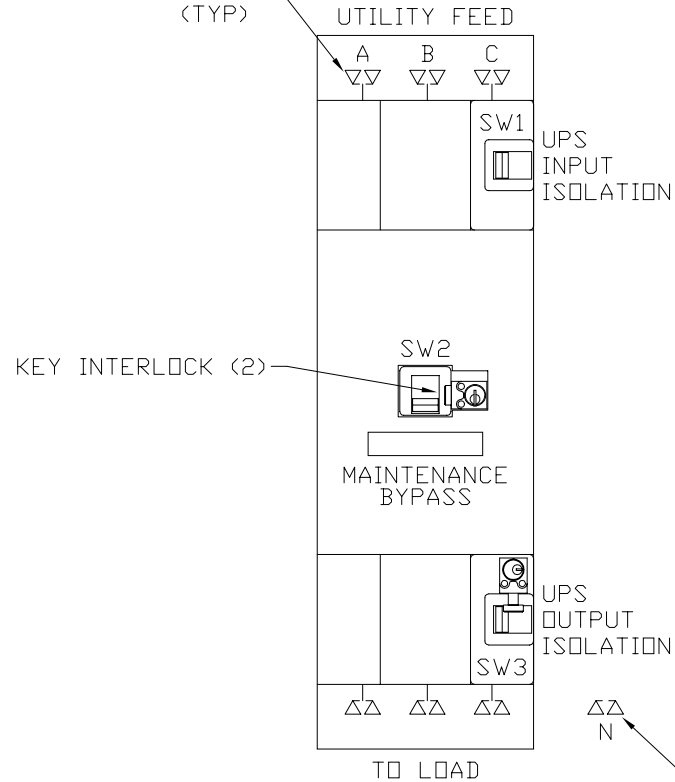 (TYP)
UTILITY FEED
A B C
SW1
UPS
INPUT
ISOLATION
SW2
KEY INTERLOCK (2)
MAINTENANCE
BYPASS
UPS
OUTPUT
ISOLATION
SW3
N
TO LOAD